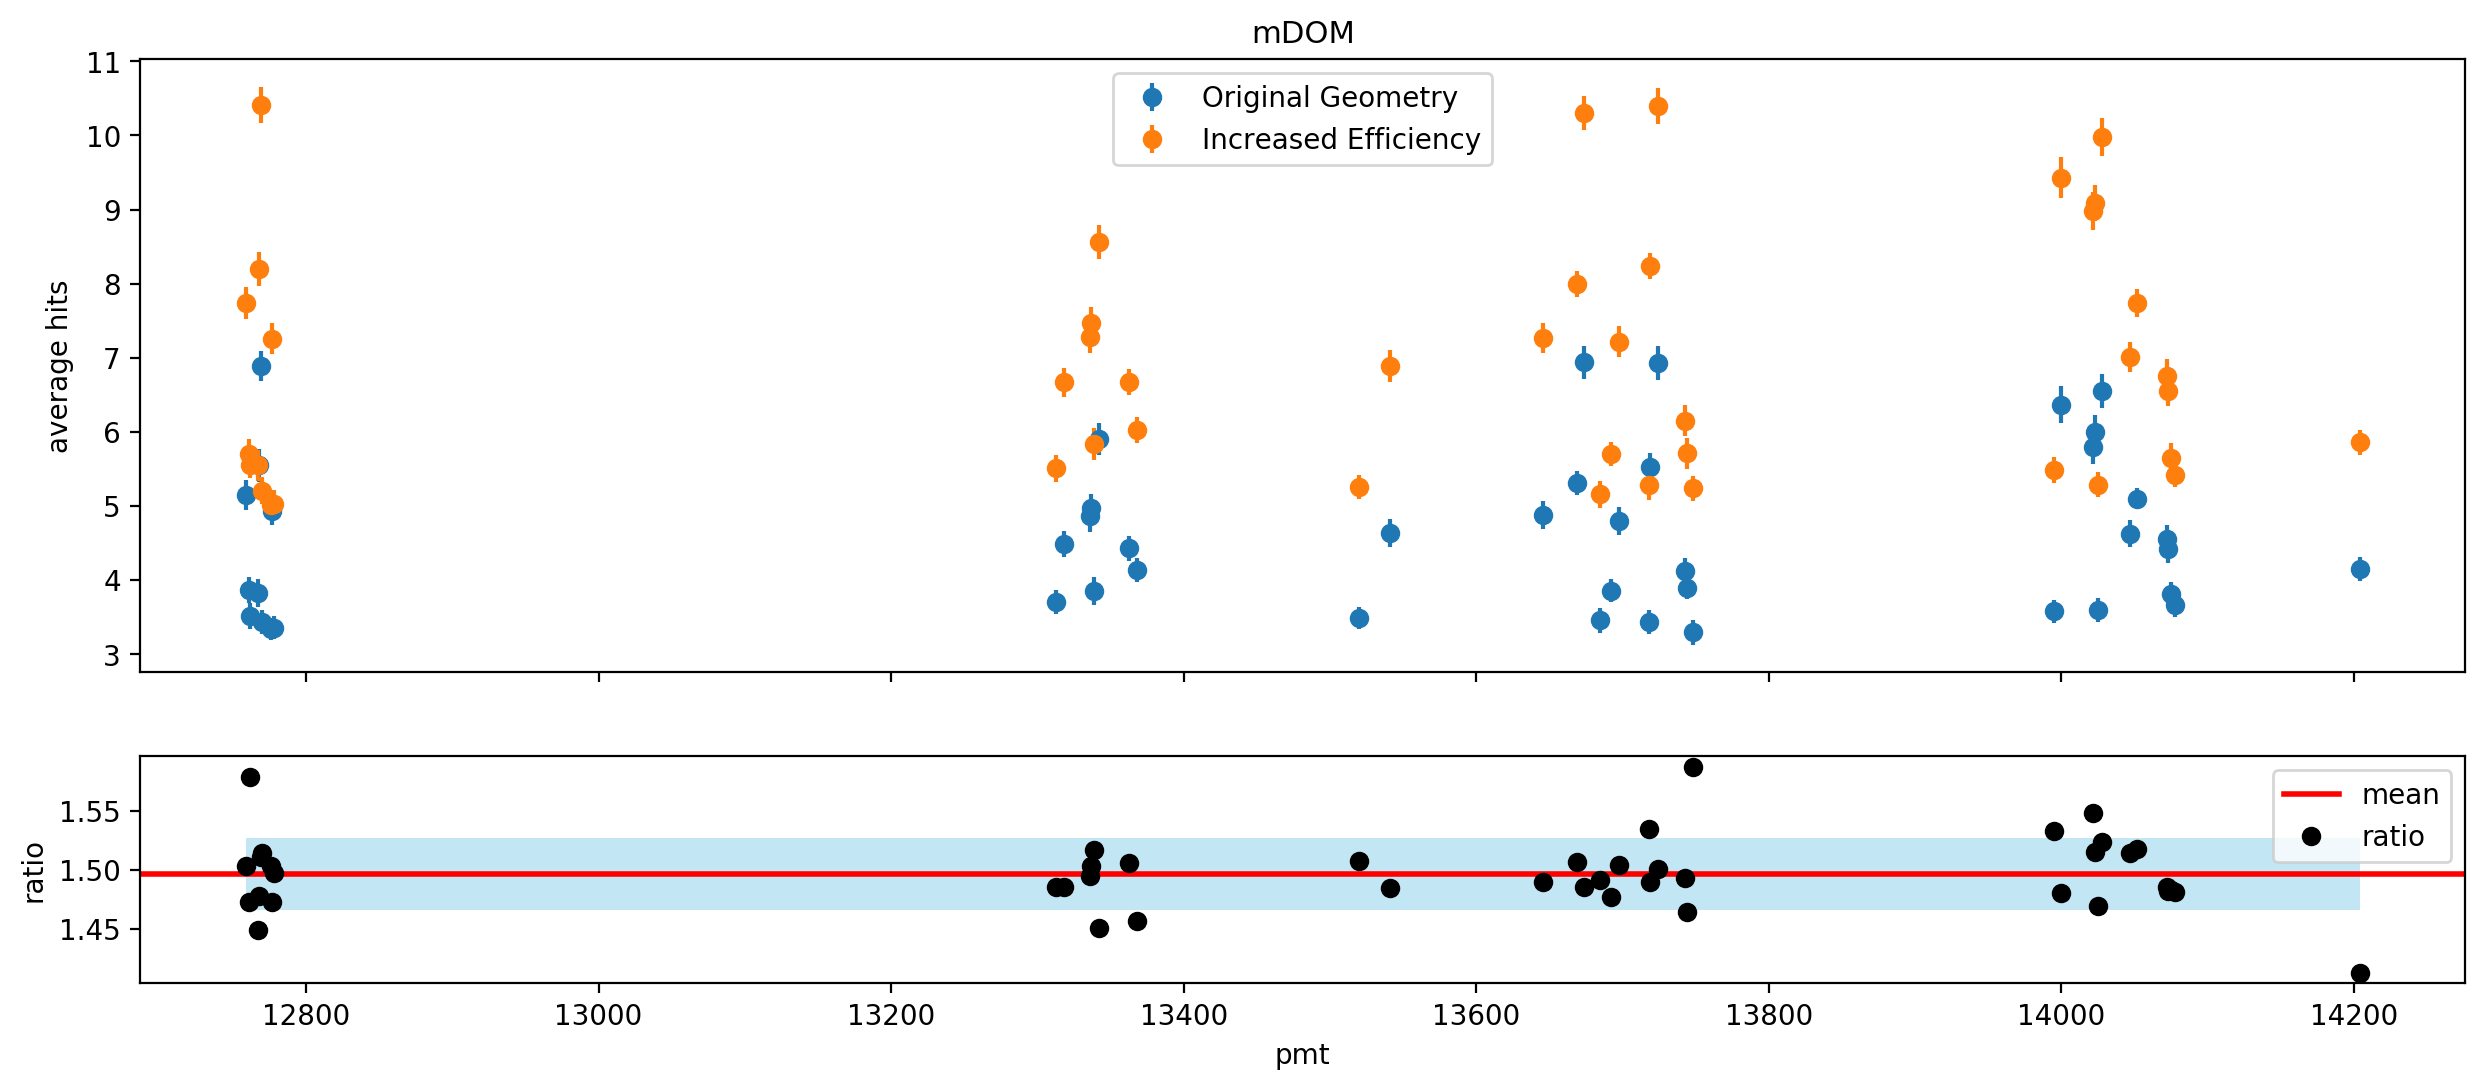 mDOM
11
10
9
8
7
6
5
4
3
average hits
Original Geometry
Increased Efficiency
1.55
1.50
1.45
ratio
mean
ratio
12800 13000 13200 13400 13600 13800 14000 14200
pmt